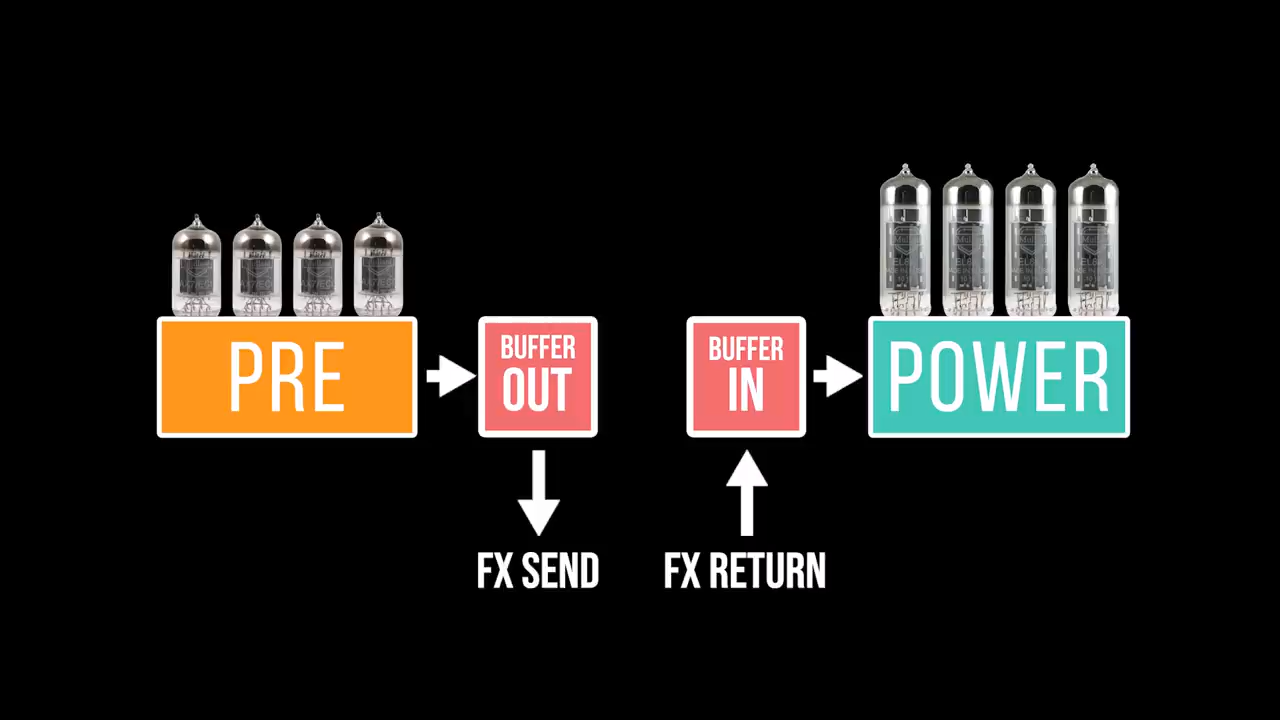 PRE
BUFFER
OUT
BUFFER
IN
POWER
FX SEND
FX RETURN